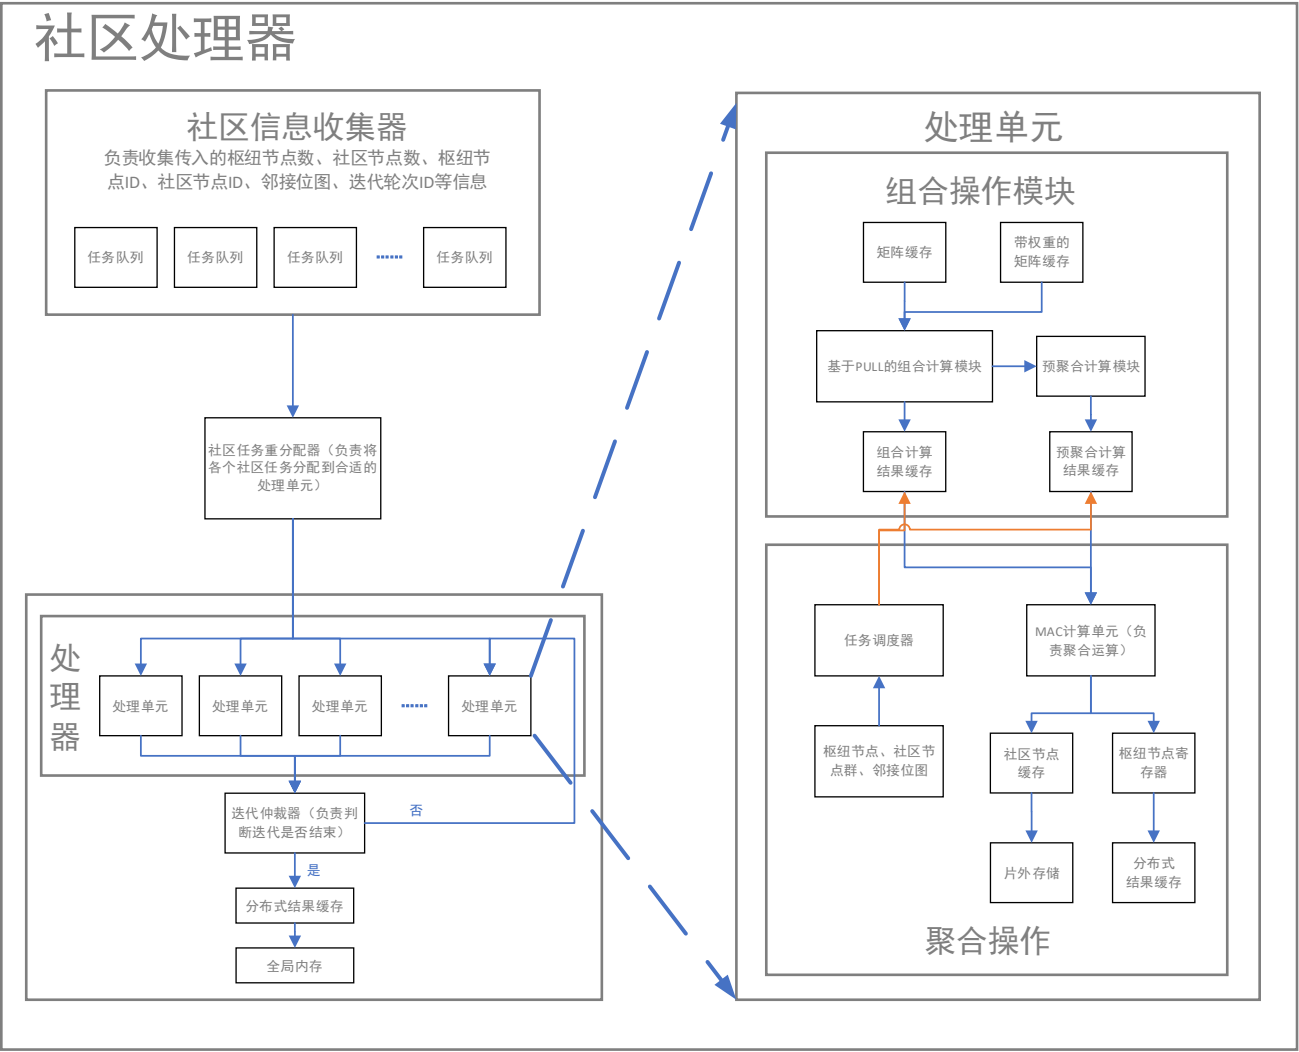 社区处理器
社区信息收集器
负责收集传入的枢纽节点数、社区节点数、枢纽节
点ID、社区节点ID、邻接位图、迭代轮次ID等信息
任务队列
任务队列
任务队列
······
任务队列
社区任务重分配器（负责将
各个社区任务分配到合适的
处理单元）
处
理
器
处理单元
处理单元
处理单元
······
处理单元
迭代仲裁器（负责判
断迭代是否结束）
否
是
分布式结果缓存
全局内存
处理单元
组合操作模块
矩阵缓存
带权重的
矩阵缓存
基于PULL的组合计算模块
预聚合计算模块
组合计算
结果缓存
预聚合计算
结果缓存
任务调度器
MAC计算单元（负
责聚合运算）
枢纽节点、社区节
点群、邻接位图
社区节点
缓存
枢纽节点寄
存器
片外存储
分布式
结果缓存
聚合操作